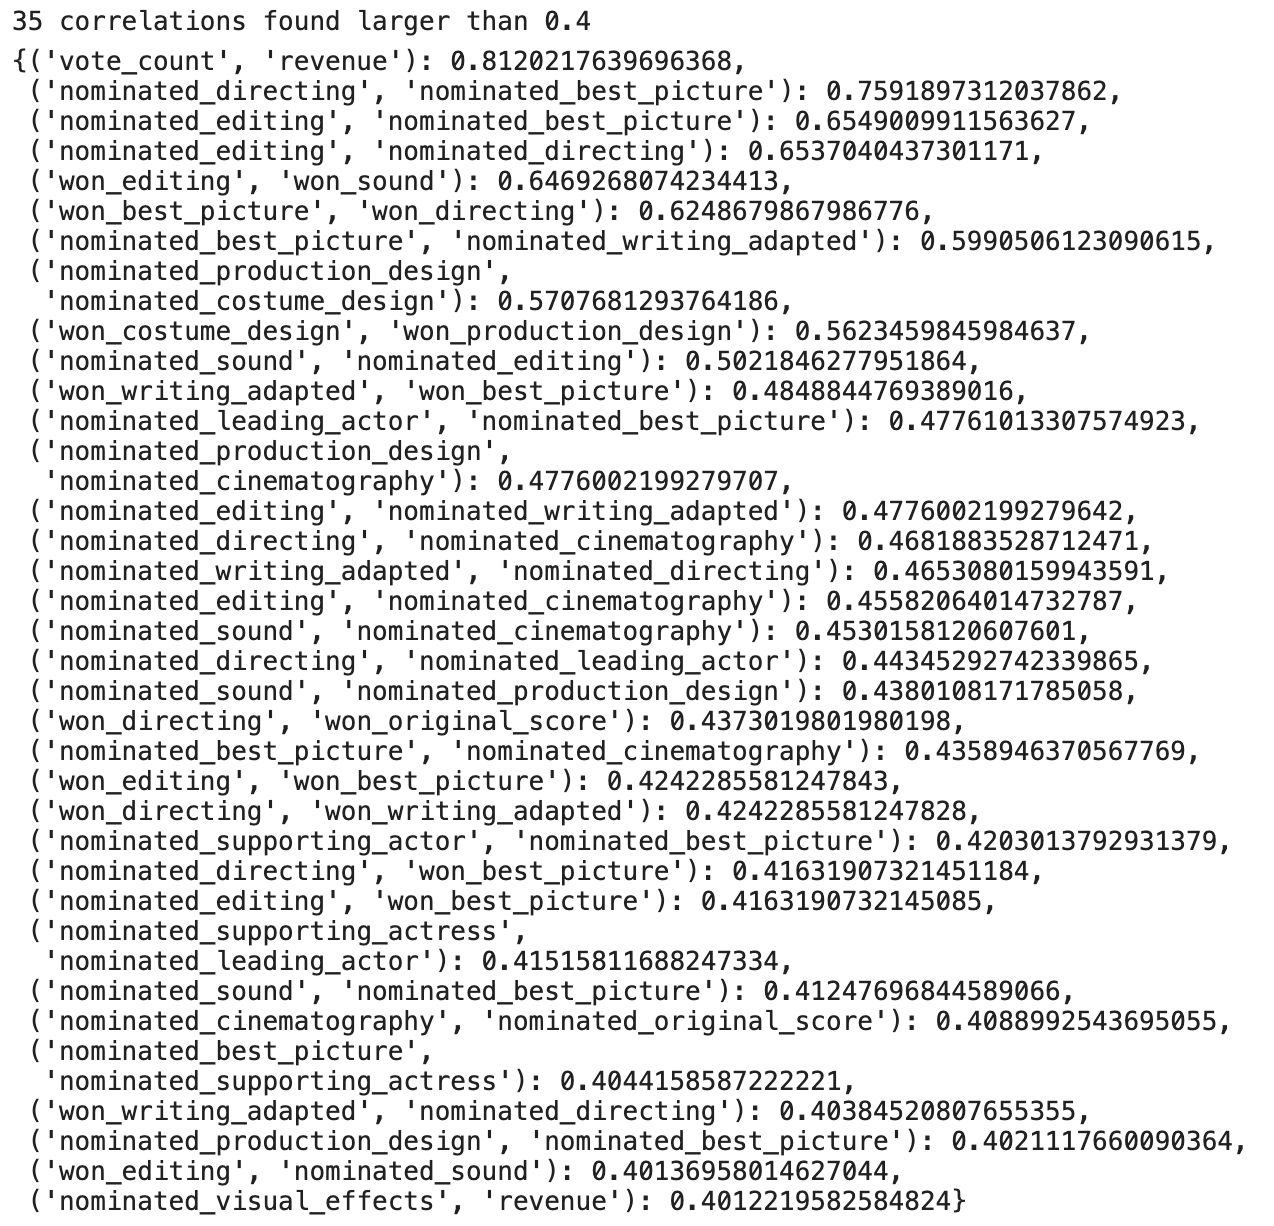 35 correlations found larger than 0.4
{('vote_count', 'revenue'): 0.8120217639696368,
('nominated_directing', 'nominated_best_picture'): 0.7591897312037862,
('nominated_editing', 'nominated_best_picture'): 0.6549009911563627,
('nominated_editing', 'nominated_directing'): 0.6537040437301171,
('won_editing', 'won_sound'): 0.6469268074234413,
('won_best_picture', 'won_directing'): 0.6248679867986776,
('nominated_best_picture', 'nominated_writing_adapted'): 0.5990506123090615,
('nominated_production_design',
'nominated_costume_design'): 0.5707681293764186,
('won_costume_design', 'won_production_design'): 0.5623459845984637,
('nominated_sound', 'nominated_editing'): 0.5021846277951864,
('won_writing_adapted', 'won_best_picture'): 0.4848844769389016,
('nominated_leading_actor', 'nominated_best_picture'): 0.47761013307574923,
('nominated_production_design',
'nominated_cinematography'): 0.4776002199279707,
('nominated_editing', 'nominated_writing_adapted'): 0.4776002199279642,
('nominated_directing', 'nominated_cinematography'): 0.4681883528712471,
('nominated_writing_adapted', 'nominated_directing'): 0.4653080159943591,
('nominated_editing', 'nominated_cinematography'): 0.45582064014732787,
('nominated_sound', 'nominated_cinematography'): 0.4530158120607601,
('nominated_directing', 'nominated_leading_actor'): 0.44345292742339865,
('nominated_sound', 'nominated_production_design'): 0.4380108171785058,
('won_directing', 'won_original_score'): 0.4373019801980198,
('nominated_best_picture', 'nominated_cinematography'): 0.4358946370567769,
('won_editing', 'won_best_picture'): 0.4242285581247843,
('won_directing', 'won_writing_adapted'): 0.4242285581247828,
('nominated_supporting_actor', 'nominated_best_picture'): 0.4203013792931379,
('nominated_directing', 'won_best_picture'): 0.41631907321451184,
('nominated_editing', 'won_best_picture'): 0.4163190732145085,
('nominated_supporting_actress',
'nominated_leading_actor'): 0.41515811688247334,
('nominated_sound', 'nominated_best_picture'): 0.41247696844589066,
('nominated_cinematography', 'nominated_original_score'): 0.4088992543695055,
('nominated_best_picture',
'nominated_supporting_actress'): 0.4044158587222221,
('won_writing_adapted', 'nominated_directing'): 0.40384520807655355,
('nominated_production_design', 'nominated_best_picture'): 0.4021117660090364,
('won_editing', 'nominated_sound'): 0.40136958014627044,
('nominated_visual_effects', 'revenue'): 0.4012219582584824}